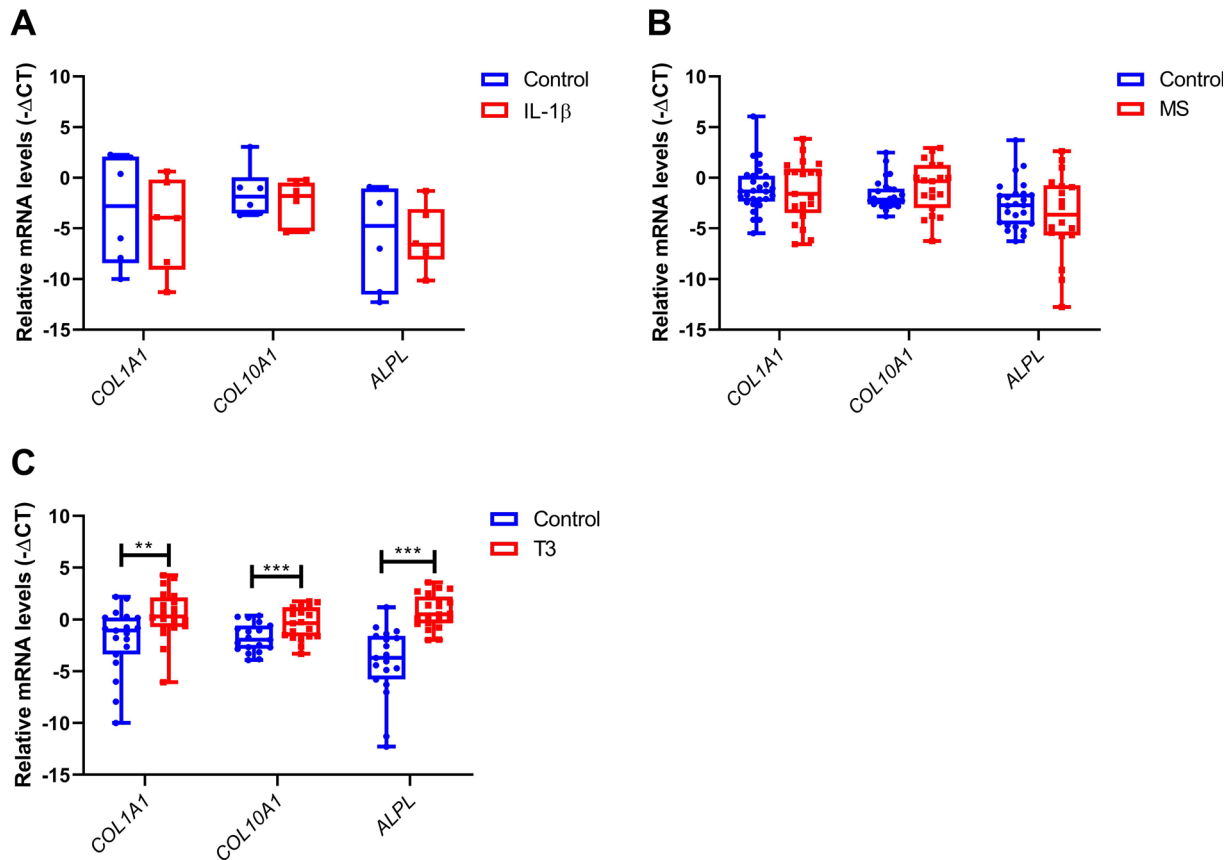 A
Relative mRNA levels (-ΔCT)
10
5
0
-5
-10
-15
COL1A1
COL10A1
ALPL
Control
IL-1β
B
Relative mRNA levels (-ΔCT)
10
5
0
-5
-10
-15
COL1A1
COL10A1
ALPL
Control
MS
C
Relative mRNA levels (-ΔCT)
10
5
0
-5
-10
-15
**
***
***
COL1A1
COL10A1
ALPL
Control
T3